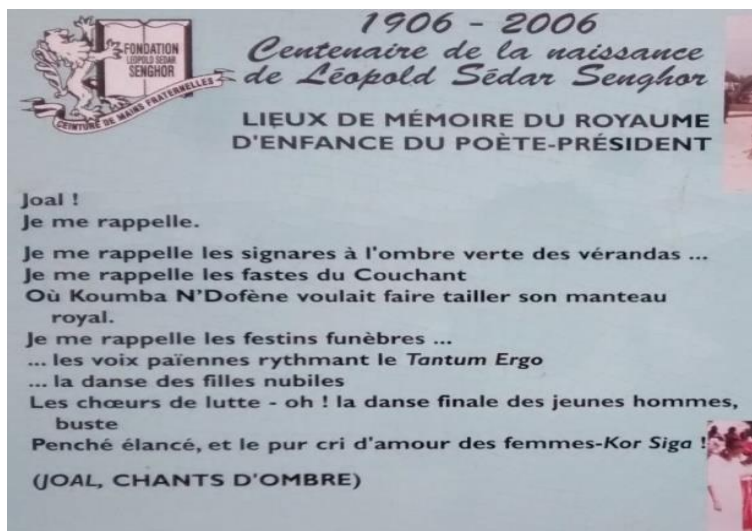 FONDATION
LEOPOLD SEDAR
SENGHOR
CEINTURE DE MAINS FRATERNELLES
1906 - 2006
Centenaire de la naissance
de Léopold Sédar Senghor
LIEUX DE MÉMOIRE DU ROYAUME
D'ENFANCE DU POÈTE-PRÉSIDENT
Joal !
Je me rappelle.
Je me rappelle les signares à l'ombre verte des vérandas ...
Je me rappelle les fastes du Couchant
Où Koumba N'Dofène voulait faire tailler son manteau
royal.
Je me rappelle les festins funèbres ...
... les voix païennes rythmant le Tantum Ergo
... la danse des filles nubiles
Les chœurs de lutte - oh ! la danse finale des jeunes hommes,
buste
Penché élancé, et le pur cri d'amour des femmes-Kor Siga !
(JOAL, CHANTS D'OMBRE)